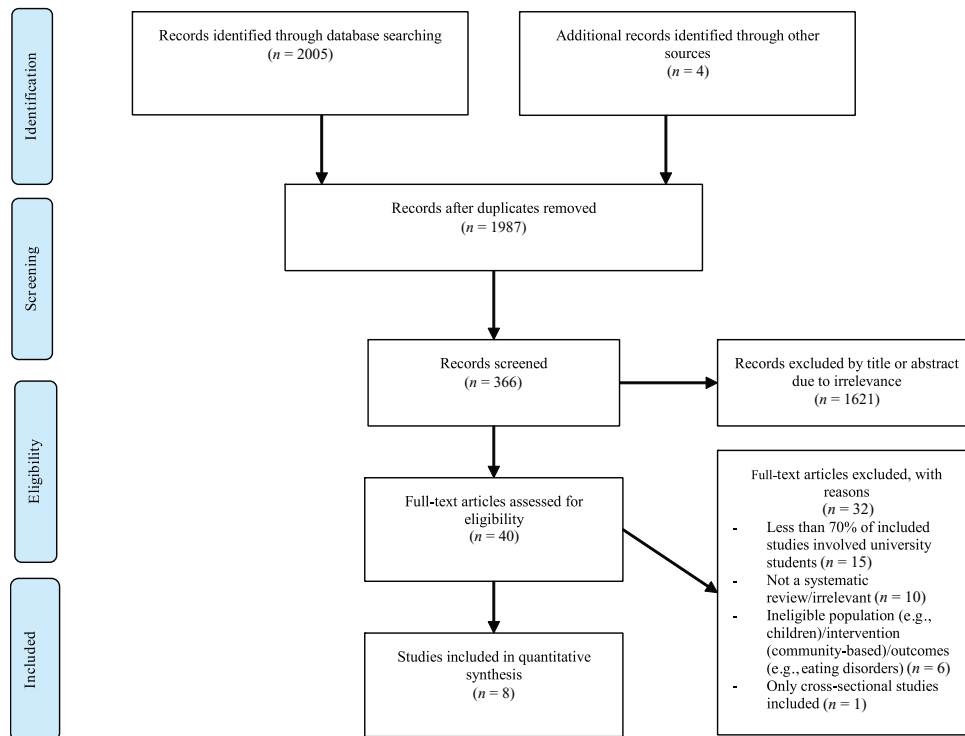 Identification
Records identified through database searching
(n = 2005)
Additional records identified through other
sources
(n = 4)
Screening
Records after duplicates removed
(n = 1987)
Records screened
(n = 366)
Records excluded by title or abstract
due to irrelevance
(n = 1621)
Eligibility
Full-text articles assessed for
eligibility
(n = 40)
Full-text articles excluded, with
reasons
(n = 32)
- Less than 70% of included
studies involved university
students (n = 15)
- Not a systematic
review/irrelevant (n = 10)
- Ineligible population (e.g.,
children)/intervention
(community-based)/outcomes
(e.g., eating disorders) (n = 6)
- Only cross-sectional studies
included (n = 1)
Included
Studies included in quantitative
synthesis
(n = 8)